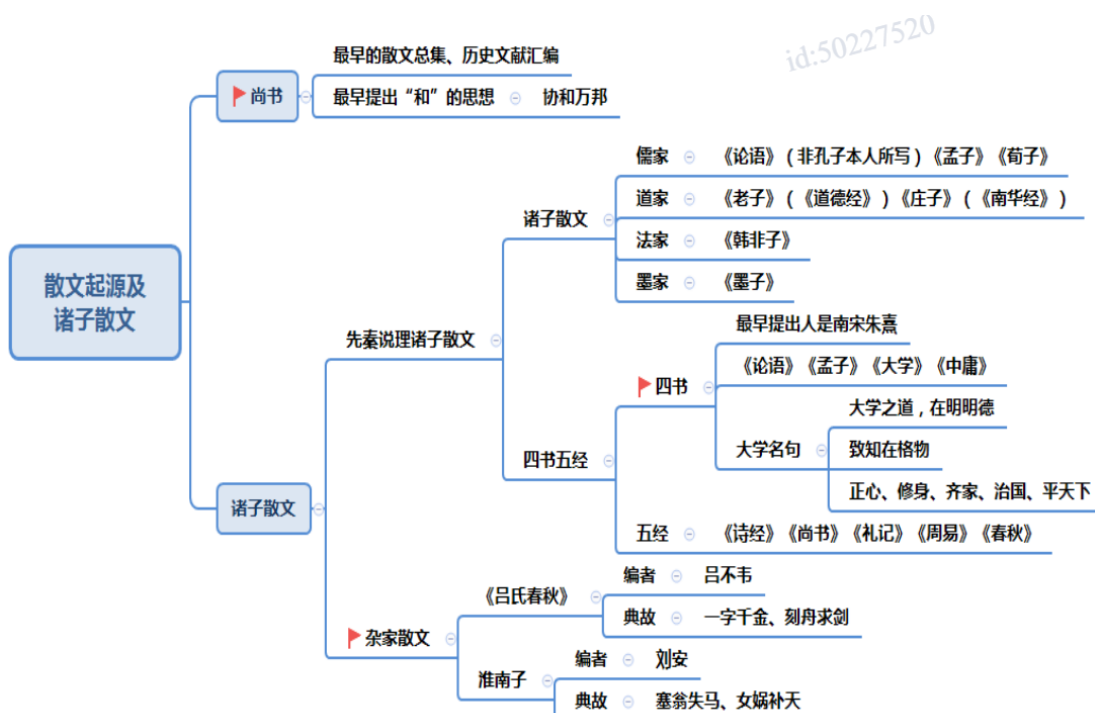 id:50227520
最早的散文总集、历史文献汇编
尚书
最早提出“和”的思想 协和万邦
儒家 《论语》（非孔子本人所写）《孟子》《荀子》
道家 《老子》（《道德经》）《庄子》（《南华经》）
诸子散文
法家 《韩非子》
墨家 《墨子》
散文起源及
诸子散文
先秦说理诸子散文
最早提出人是南宋朱熹
四书
《论语》《孟子》《大学》《中庸》
大学之道，在明明德
大学名句
致知在格物
正心、修身、齐家、治国、平天下
四书五经
五经 《诗经》《尚书》《礼记》《周易》《春秋》
诸子散文
编者 吕不韦
《吕氏春秋》
典故 一字千金、刻舟求剑
杂家散文
编者 刘安
淮南子
典故 塞翁失马、女娲补天